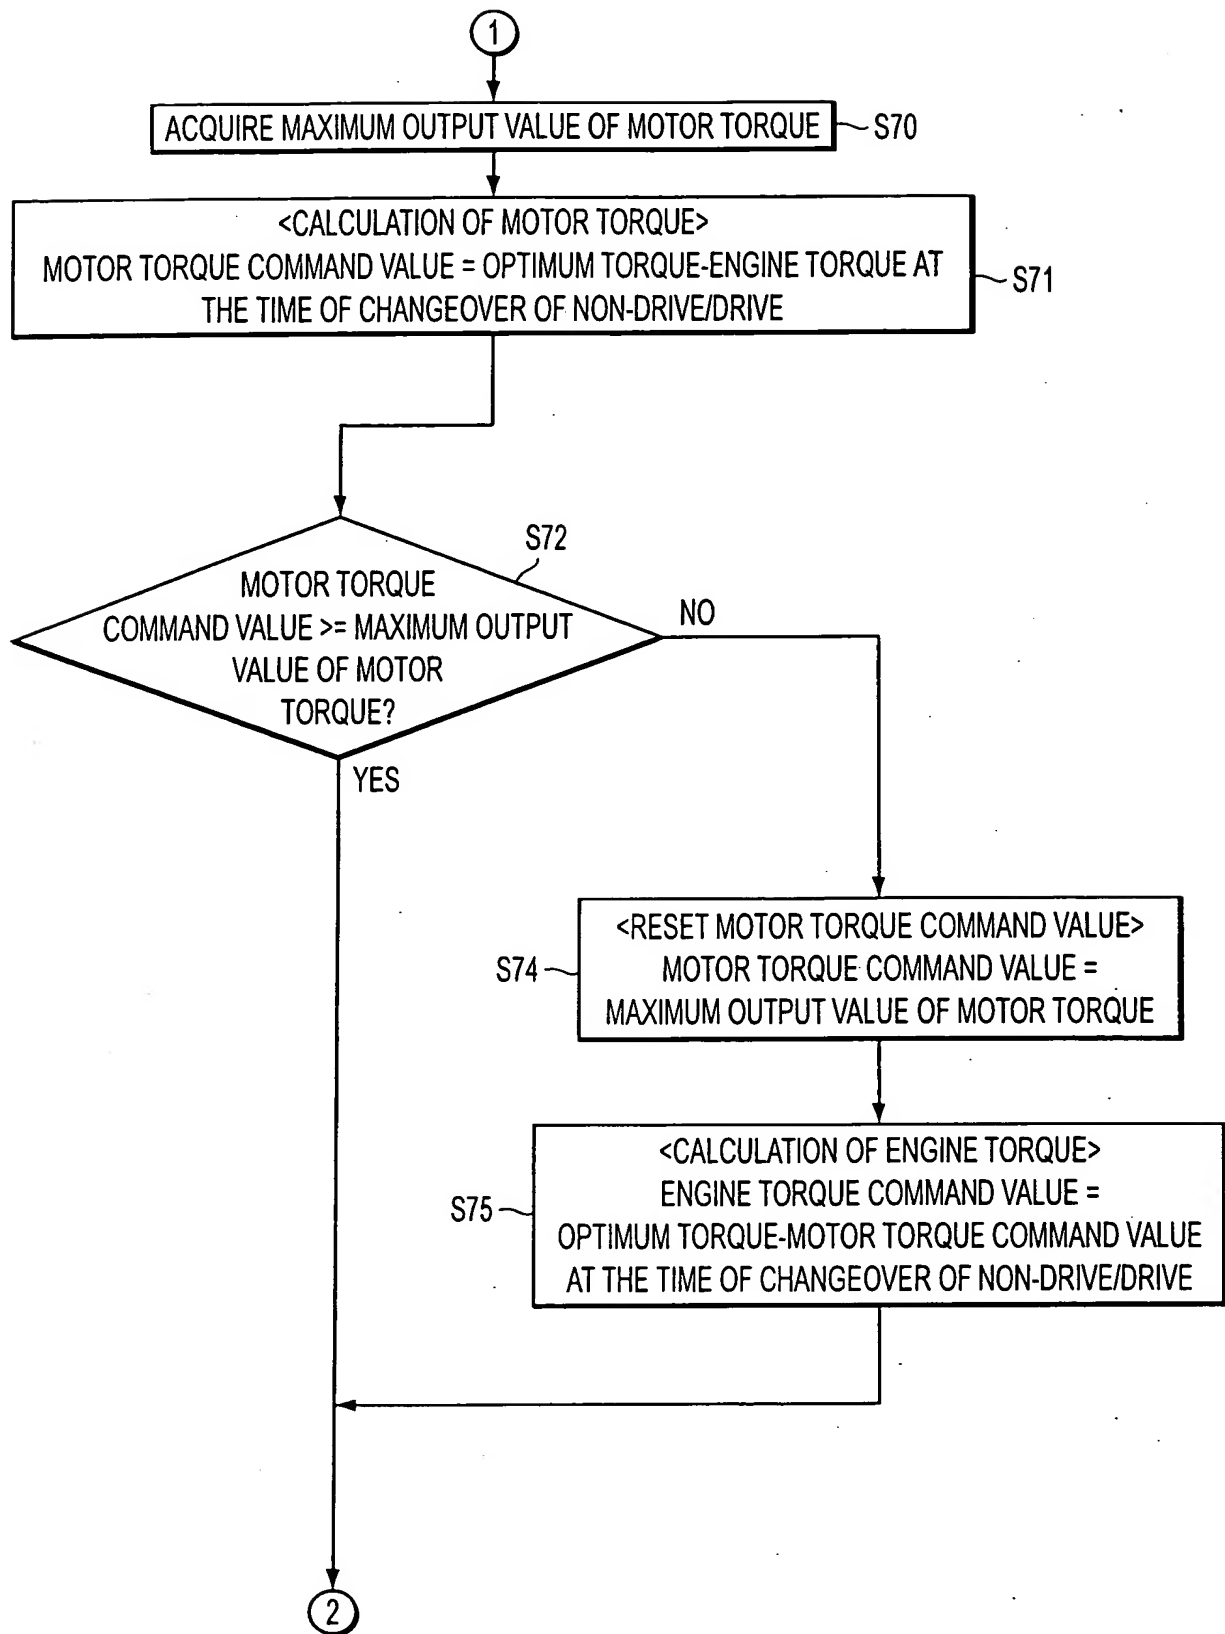 1
ACQUIRE MAXIMUM OUTPUT VALUE OF MOTOR TORQUE
S70
<CALCULATION OF MOTOR TORQUE>
MOTOR TORQUE COMMAND VALUE = OPTIMUM TORQUE-ENGINE TORQUE AT
THE TIME OF CHANGEOVER OF NON-DRIVE/DRIVE
S71
S72
MOTOR TORQUE
COMMAND VALUE >= MAXIMUM OUTPUT
VALUE OF MOTOR
TORQUE?
NO
YES
<RESET MOTOR TORQUE COMMAND VALUE>
MOTOR TORQUE COMMAND VALUE =
MAXIMUM OUTPUT VALUE OF MOTOR TORQUE
S74
<CALCULATION OF ENGINE TORQUE>
ENGINE TORQUE COMMAND VALUE =
OPTIMUM TORQUE-MOTOR TORQUE COMMAND VALUE
AT THE TIME OF CHANGEOVER OF NON-DRIVE/DRIVE
S75
2